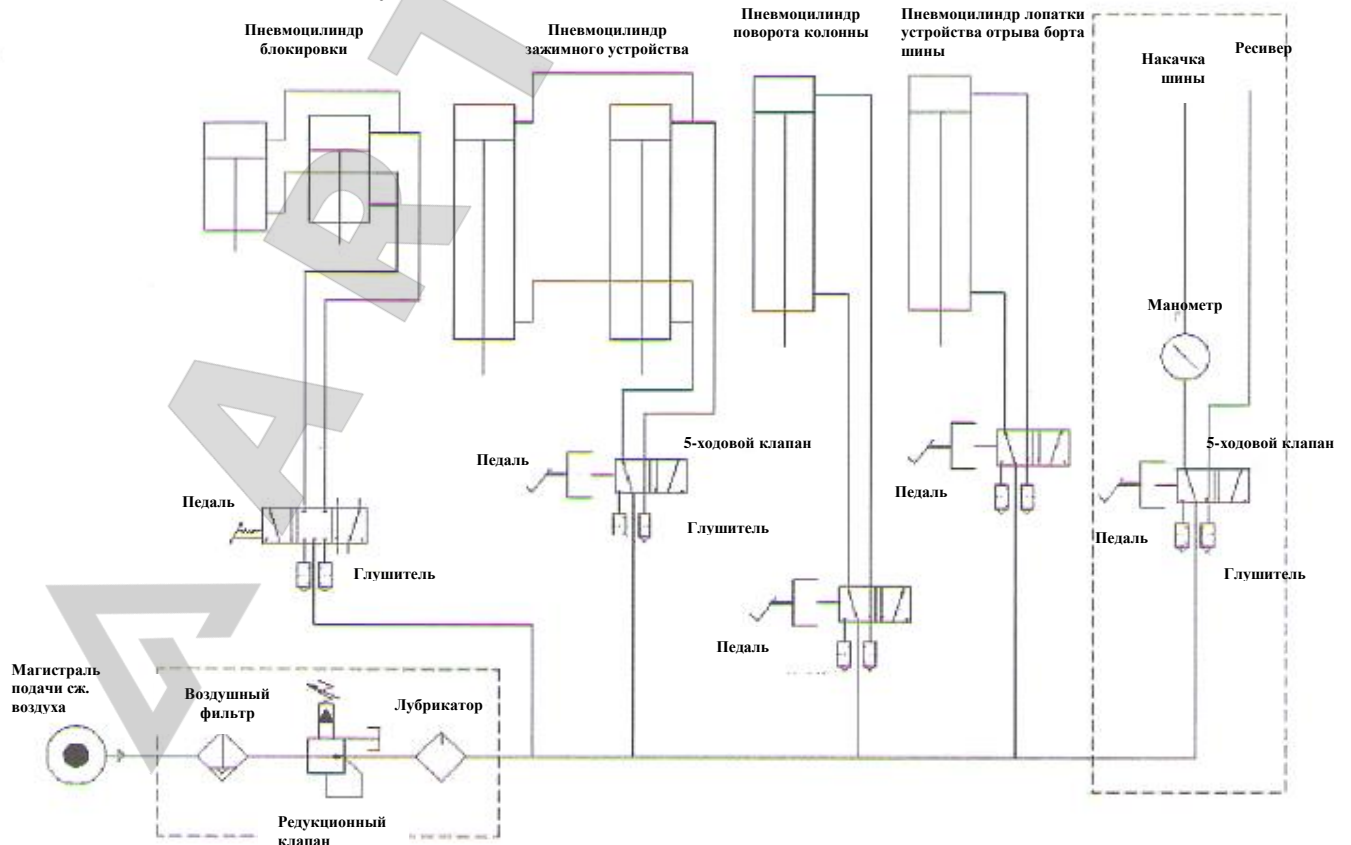 Пневмоцилиндр
блокировки
Пневмоцилиндр
зажимного устройства
Пневмоцилиндр
поворота колонны
Пневмоцилиндр лопатки
устройства отрыва борта
шины
Накачка
шины
Ресивер
Манометр
5-ходовой клапан
5-ходовой клапан
Педаль
Педаль
Педаль
Глушитель
Педаль
Глушитель
Глушитель
Педаль
Магистраль
подачи сж.
воздуха
Воздушный
фильтр
Лубрикатор
Редукционный
клапан